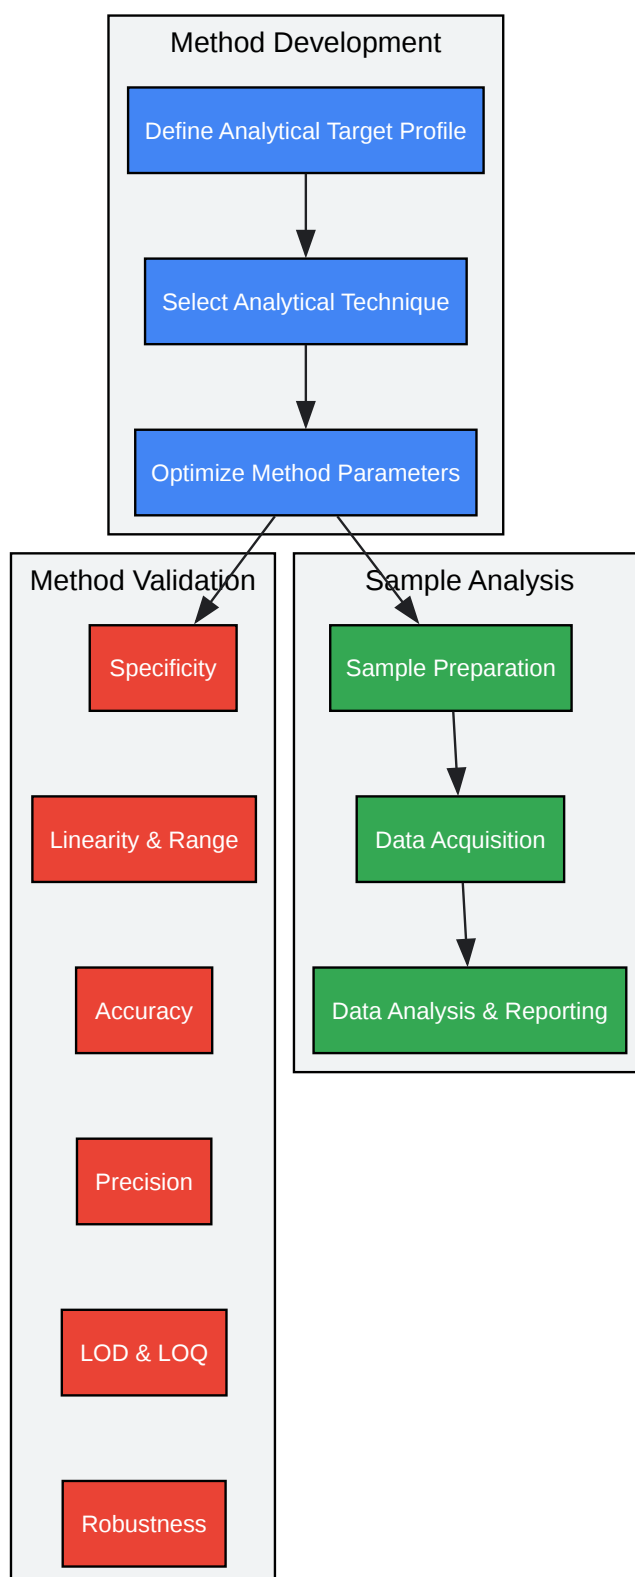 Method Development
Define Analytical Target Profile
Select Analytical Technique
Optimize Method Parameters
Method Validation
Specificity
Linearity & Range
Accuracy
Precision
LOD & LOQ
Robustness
Sample Analysis
Sample Preparation
Data Acquisition
Data Analysis & Reporting